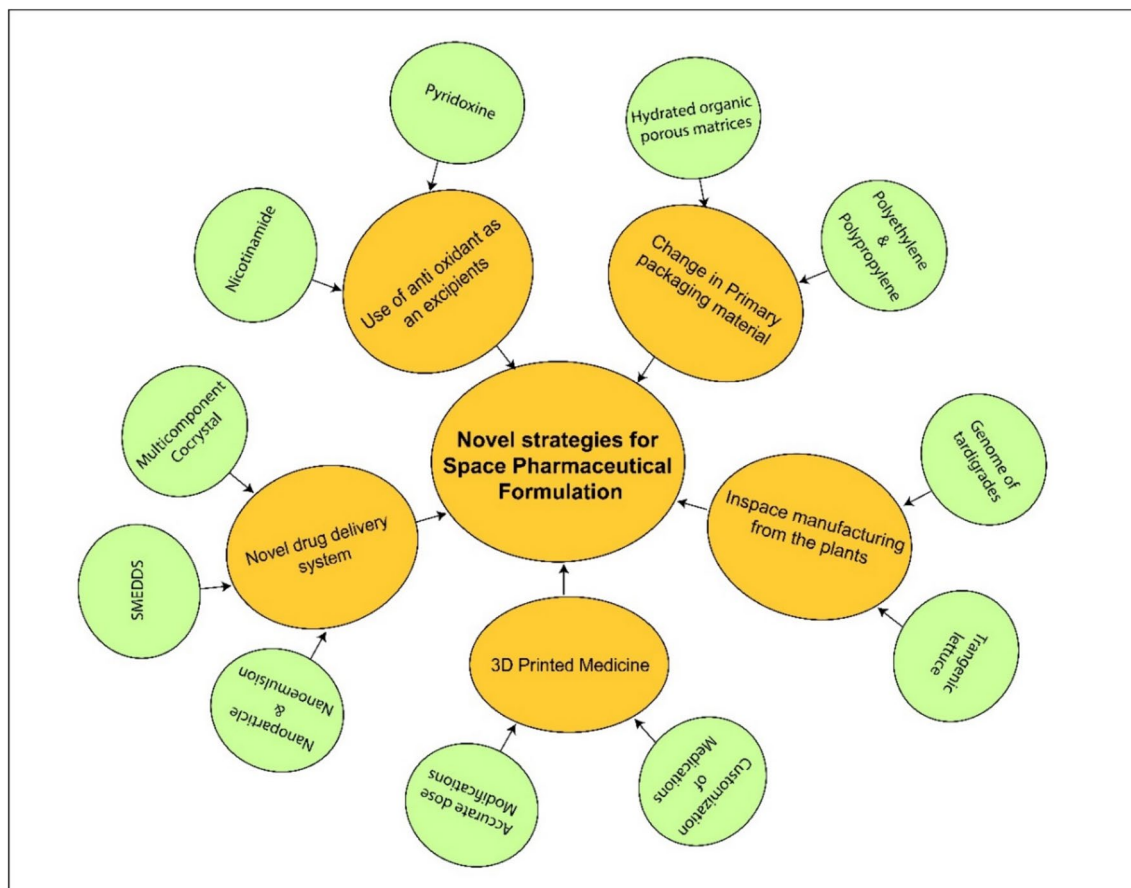 Pyridoxine
Hydrated organic
porous matrices
Nicotinamide
Use of anti oxidant as
an excipients
Change in Primary
packaging material
Polyethylene
&
Polypropylene
Multicomponent
Cocrystal
Novel strategies for
Space Pharmaceutical
Formulation
Genome of
tardigrades
Novel drug delivery
system
Inspace manufacturing
from the plants
SMEDDS
Nanoparticle
&
Nanoemulsion
3D Printed Medicine
Trangenic
lettuce
Accurate dose
Modifications
Customization
of
Medications